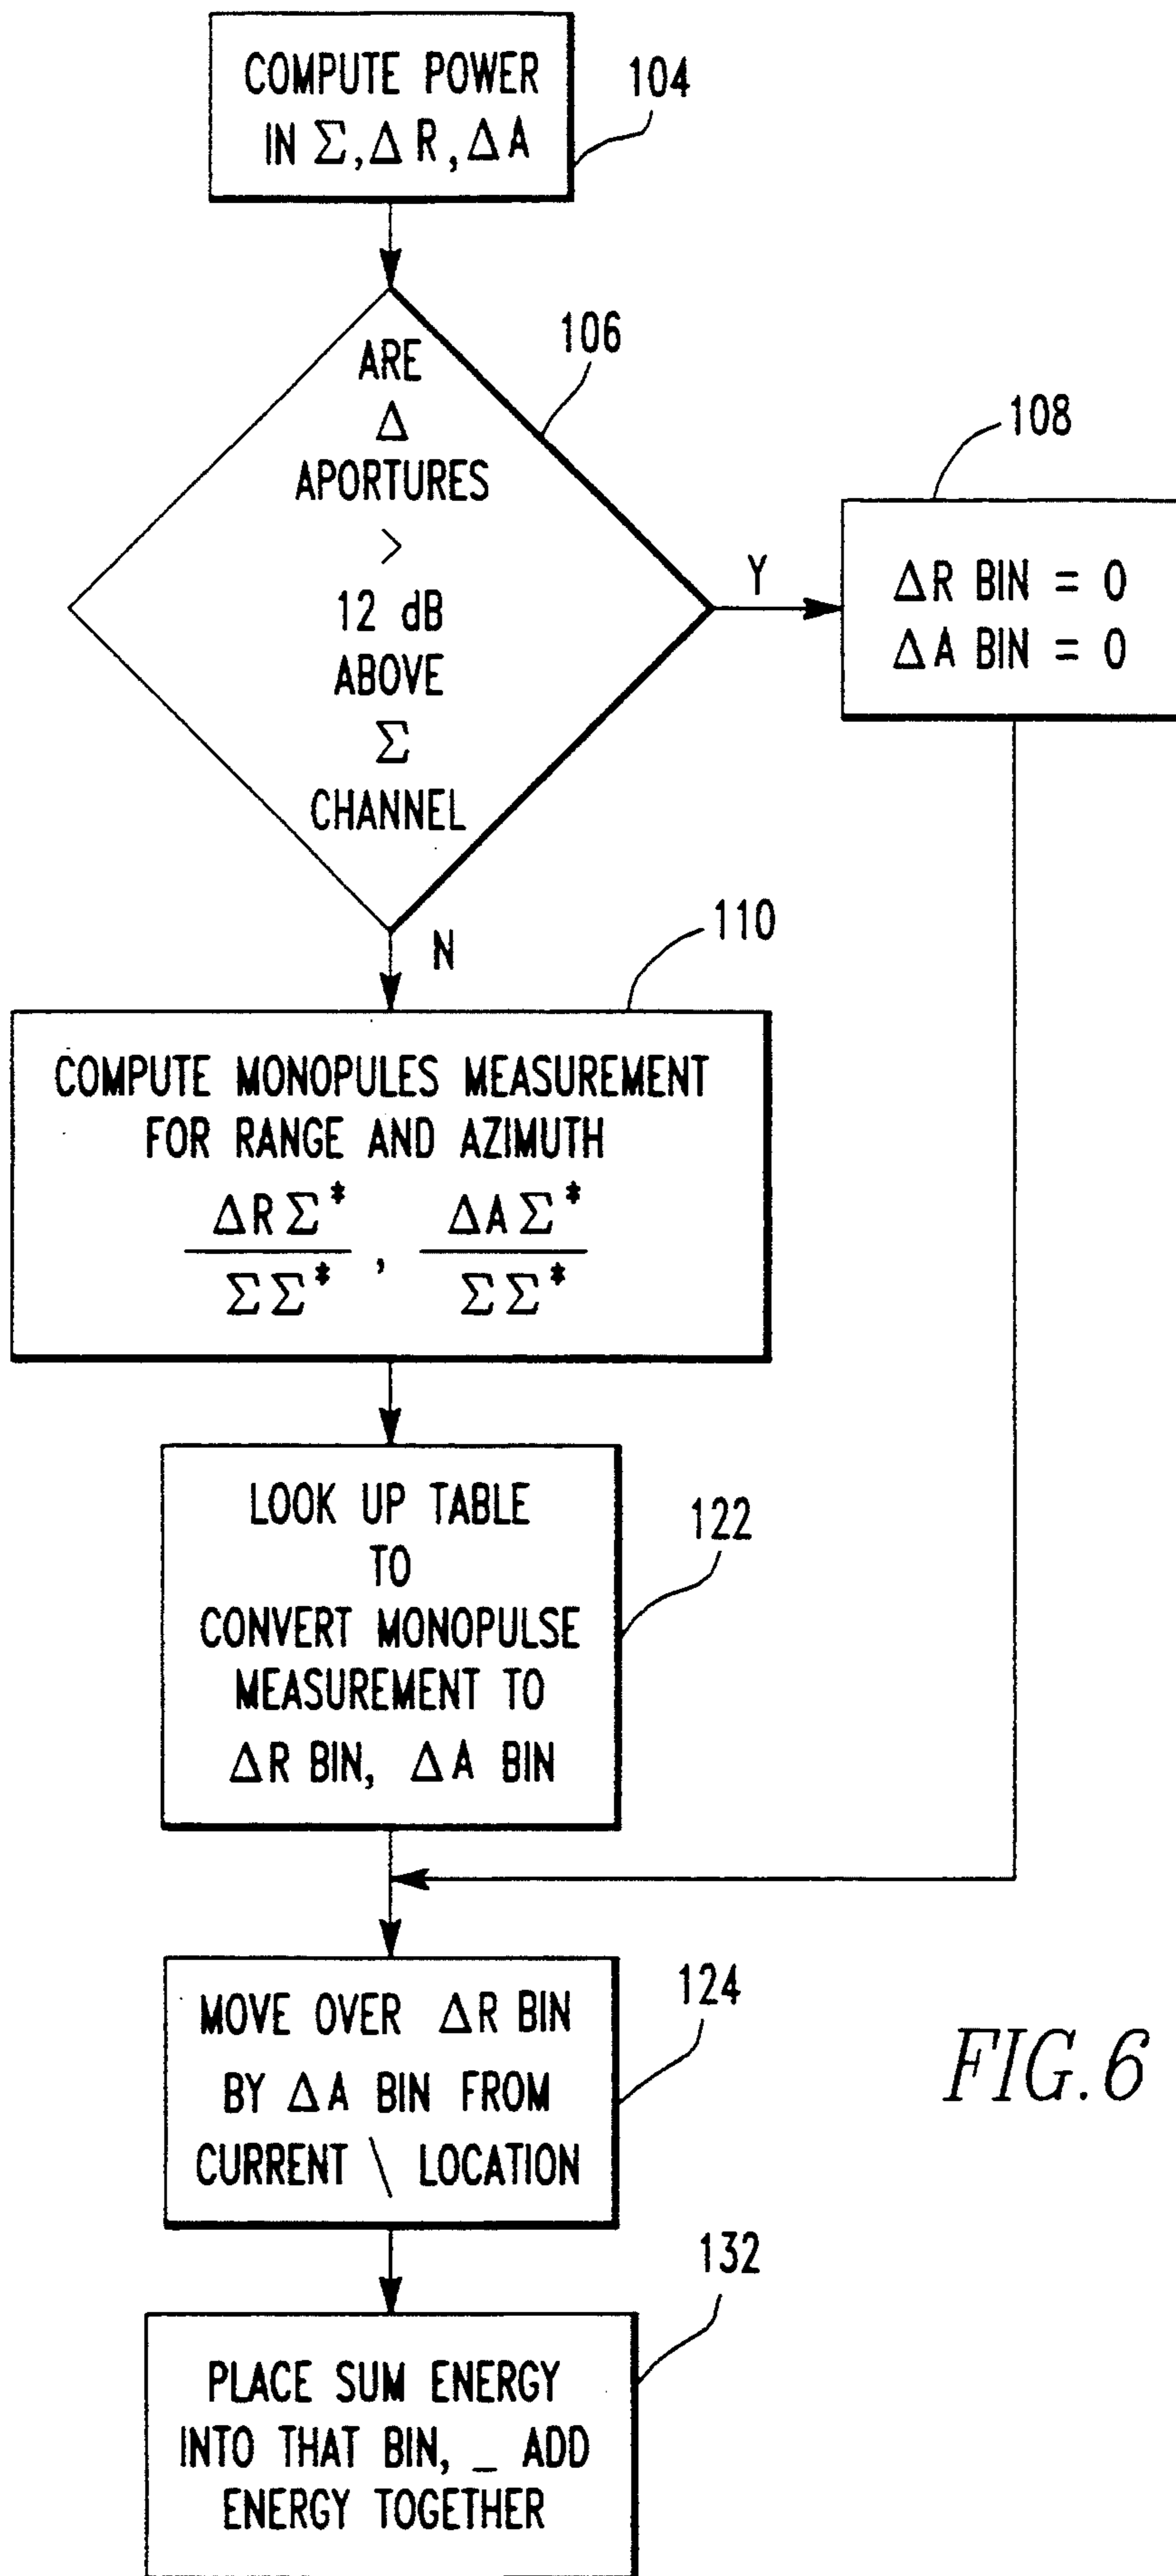 COMPUTE POWER
IN Σ, Δ R, Δ A
104
ARE
Δ
APORTURES
>
12 dB
ABOVE
Σ
CHANNEL
106
Y
108
ΔR BIN = 0
ΔA BIN = 0
N
110
COMPUTE MONOPULES MEASUREMENT
FOR RANGE AND AZIMUTH
ΔRΣ* / ΣΣ* , ΔAΣ* / ΣΣ*
LOOK UP TABLE
TO
CONVERT MONOPULSE
MEASUREMENT TO
ΔR BIN, ΔA BIN
122
MOVE OVER ΔR BIN
BY ΔA BIN FROM
CURRENT \ LOCATION
124
PLACE SUM ENERGY
INTO THAT BIN, _ ADD
ENERGY TOGETHER
132
FIG.6